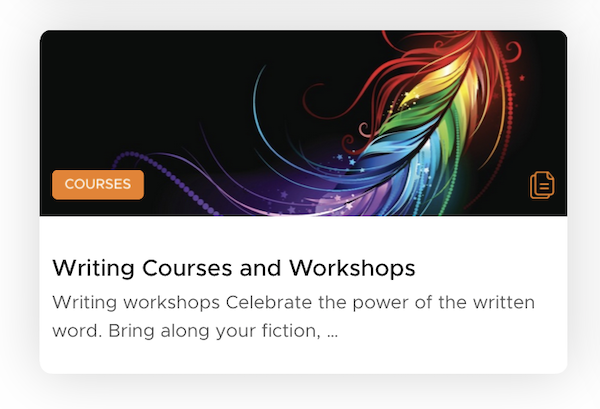 COURSES
Writing Courses and Workshops
Writing workshops Celebrate the power of the written
word. Bring along your fiction, ...